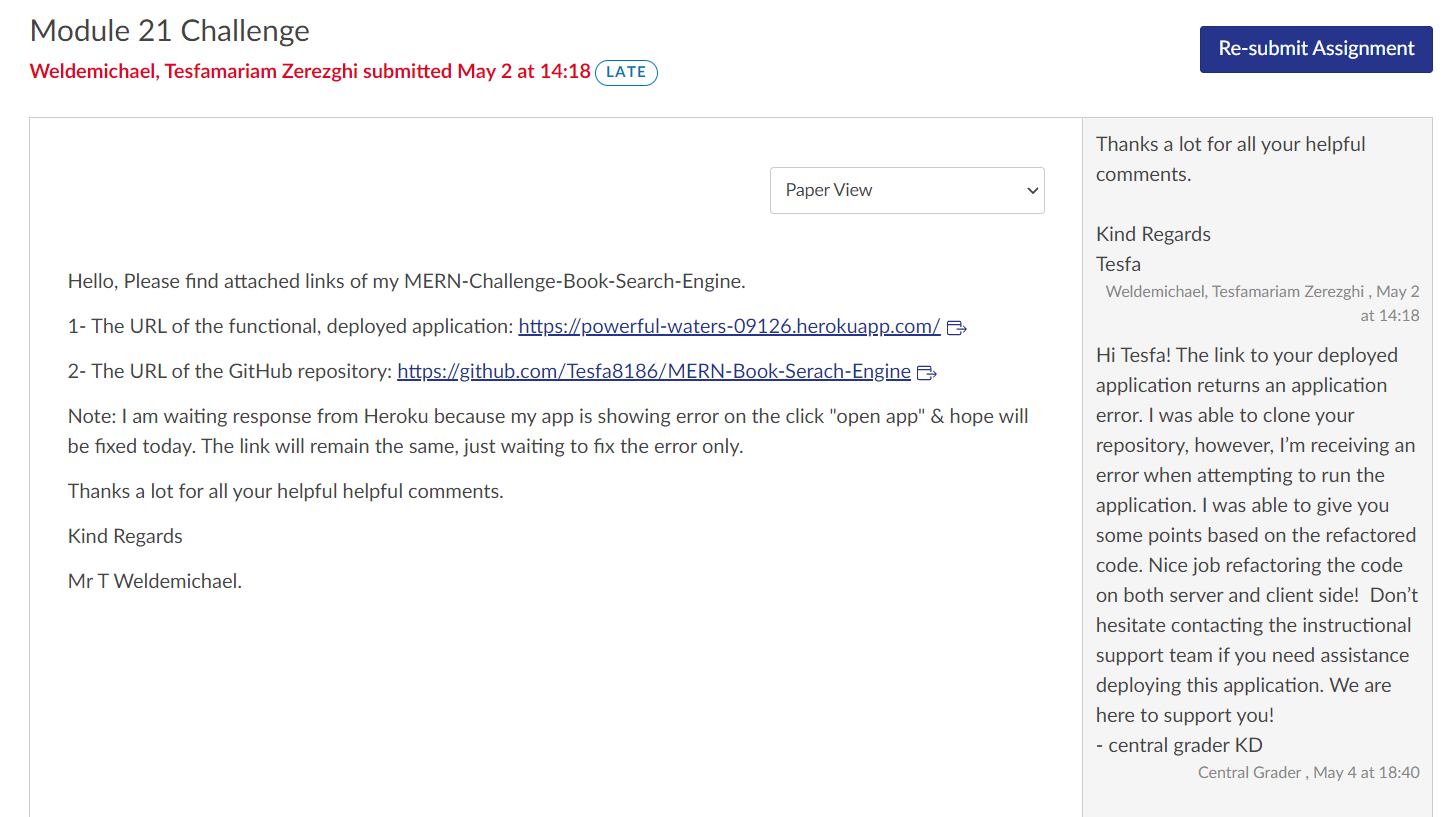 Module 21 Challenge
Re-submit Assignment
Weldemichael, Tesfamariam Zerezghi submitted May 2 at 14:18 LATE
Paper View
Hello, Please find attached links of my MERN-Challenge-Book-Search-Engine.
1- The URL of the functional, deployed application: https://powerful-waters-09126.herokuapp.com/
2- The URL of the GitHub repository: https://github.com/Tesfa8186/MERN-Book-Serach-Engine
Note: I am waiting response from Heroku because my app is showing error on the click "open app" & hope will
be fixed today. The link will remain the same, just waiting to fix the error only.
Thanks a lot for all your helpful helpful comments.
Kind Regards
Mr T Weldemichael.
Thanks a lot for all your helpful
comments.
Kind Regards
Tesfa
Weldemichael, Tesfamariam Zerezghi , May 2
at 14:18
Hi Tesfa! The link to your deployed
application returns an application
error. I was able to clone your
repository, however, I’m receiving an
error when attempting to run the
application. I was able to give you
some points based on the refactored
code. Nice job refactoring the code
on both server and client side!  Don’t
hesitate contacting the instructional
support team if you need assistance
deploying this application. We are
here to support you!
- central grader KD
Central Grader , May 4 at 18:40